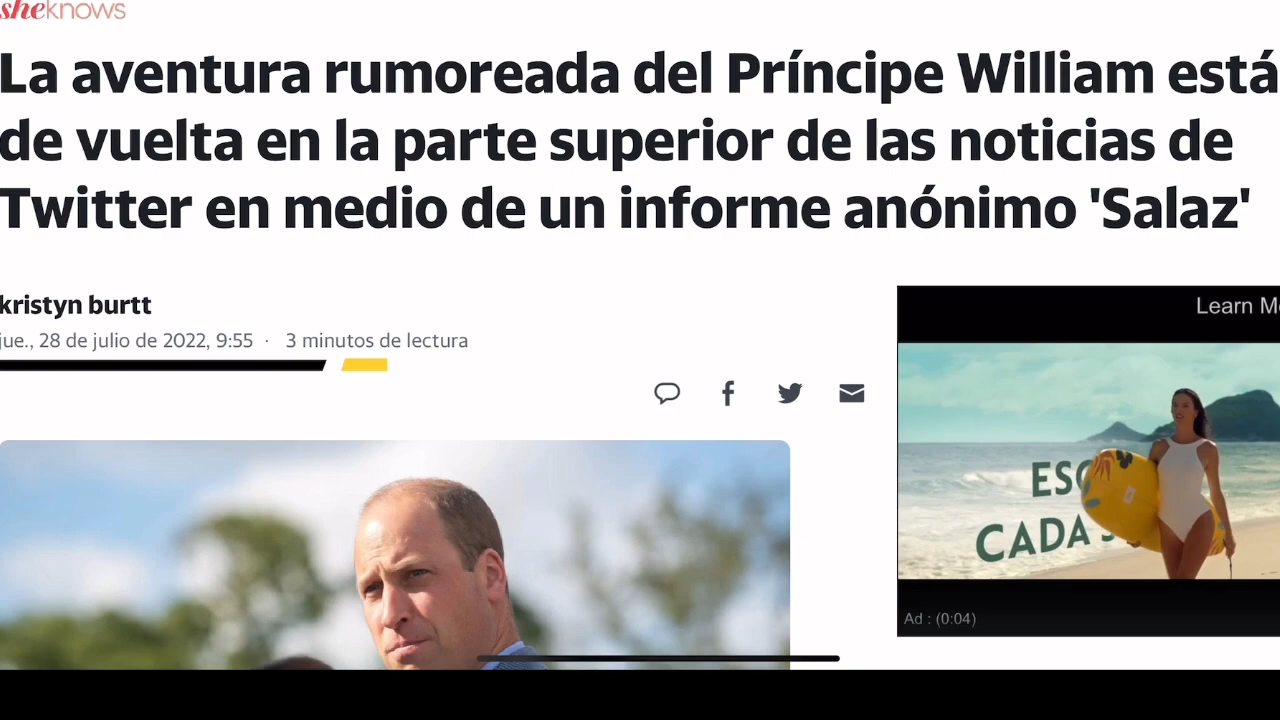 sheknows
La aventura rumoreada del Príncipe William está
de vuelta en la parte superior de las noticias de
Twitter en medio de un informe anónimo 'Salaz'
kristyn burtt
jue., 28 de julio de 2022, 9:55 · 3 minutos de lectura
Learn
CADA
Ad : (0:04)